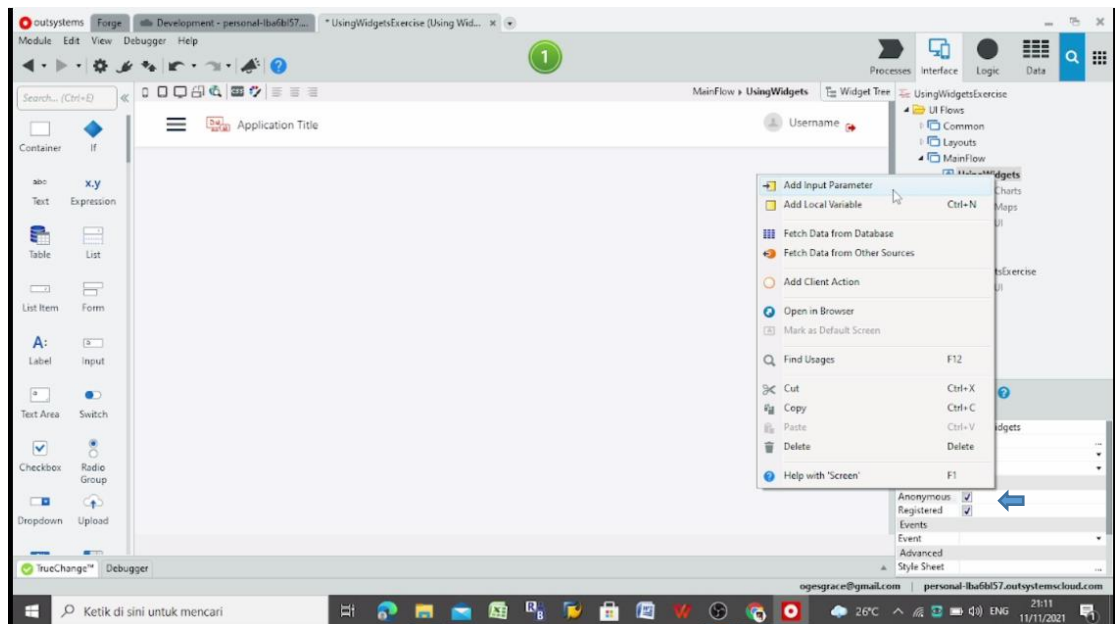 outsystems Forge Development - personal-lba6bl57.... * UsingWidgetsExercise (Using Wid...
Module Edit View Debugger Help
1
Processes Interface Logic Data
Search... (Ctrl+E)
MainFlow UsingWidgets Widget Tree
Application Title
Username
Container If
abc x.y
Text Expression
Table List
List Item Form
A:
Label Input
Text Area Switch
Checkbox Radio Group
Dropdown Upload
UsingWidgetsExercise
UI Flows
Common
Layouts
MainFlow
UsingWidgets
Charts
Maps
UI
tsExercise
UI
Add Input Parameter
Add Local Variable Ctrl+N
Fetch Data from Database
Fetch Data from Other Sources
Add Client Action
Open in Browser
Mark as Default Screen
Find Usages F12
Cut Ctrl+X
Copy Ctrl+C
Paste Ctrl+V
Delete Delete
Help with 'Screen' F1
idgets
Anonymous
Registered
Events
Event
Advanced
Style Sheet
TrueChange™ Debugger
ogesgrace@gmail.com | personal-lba6bl57.outsystemscloud.com
Ketik di sini untuk mencari
26°C ENG 21:11
11/11/2021